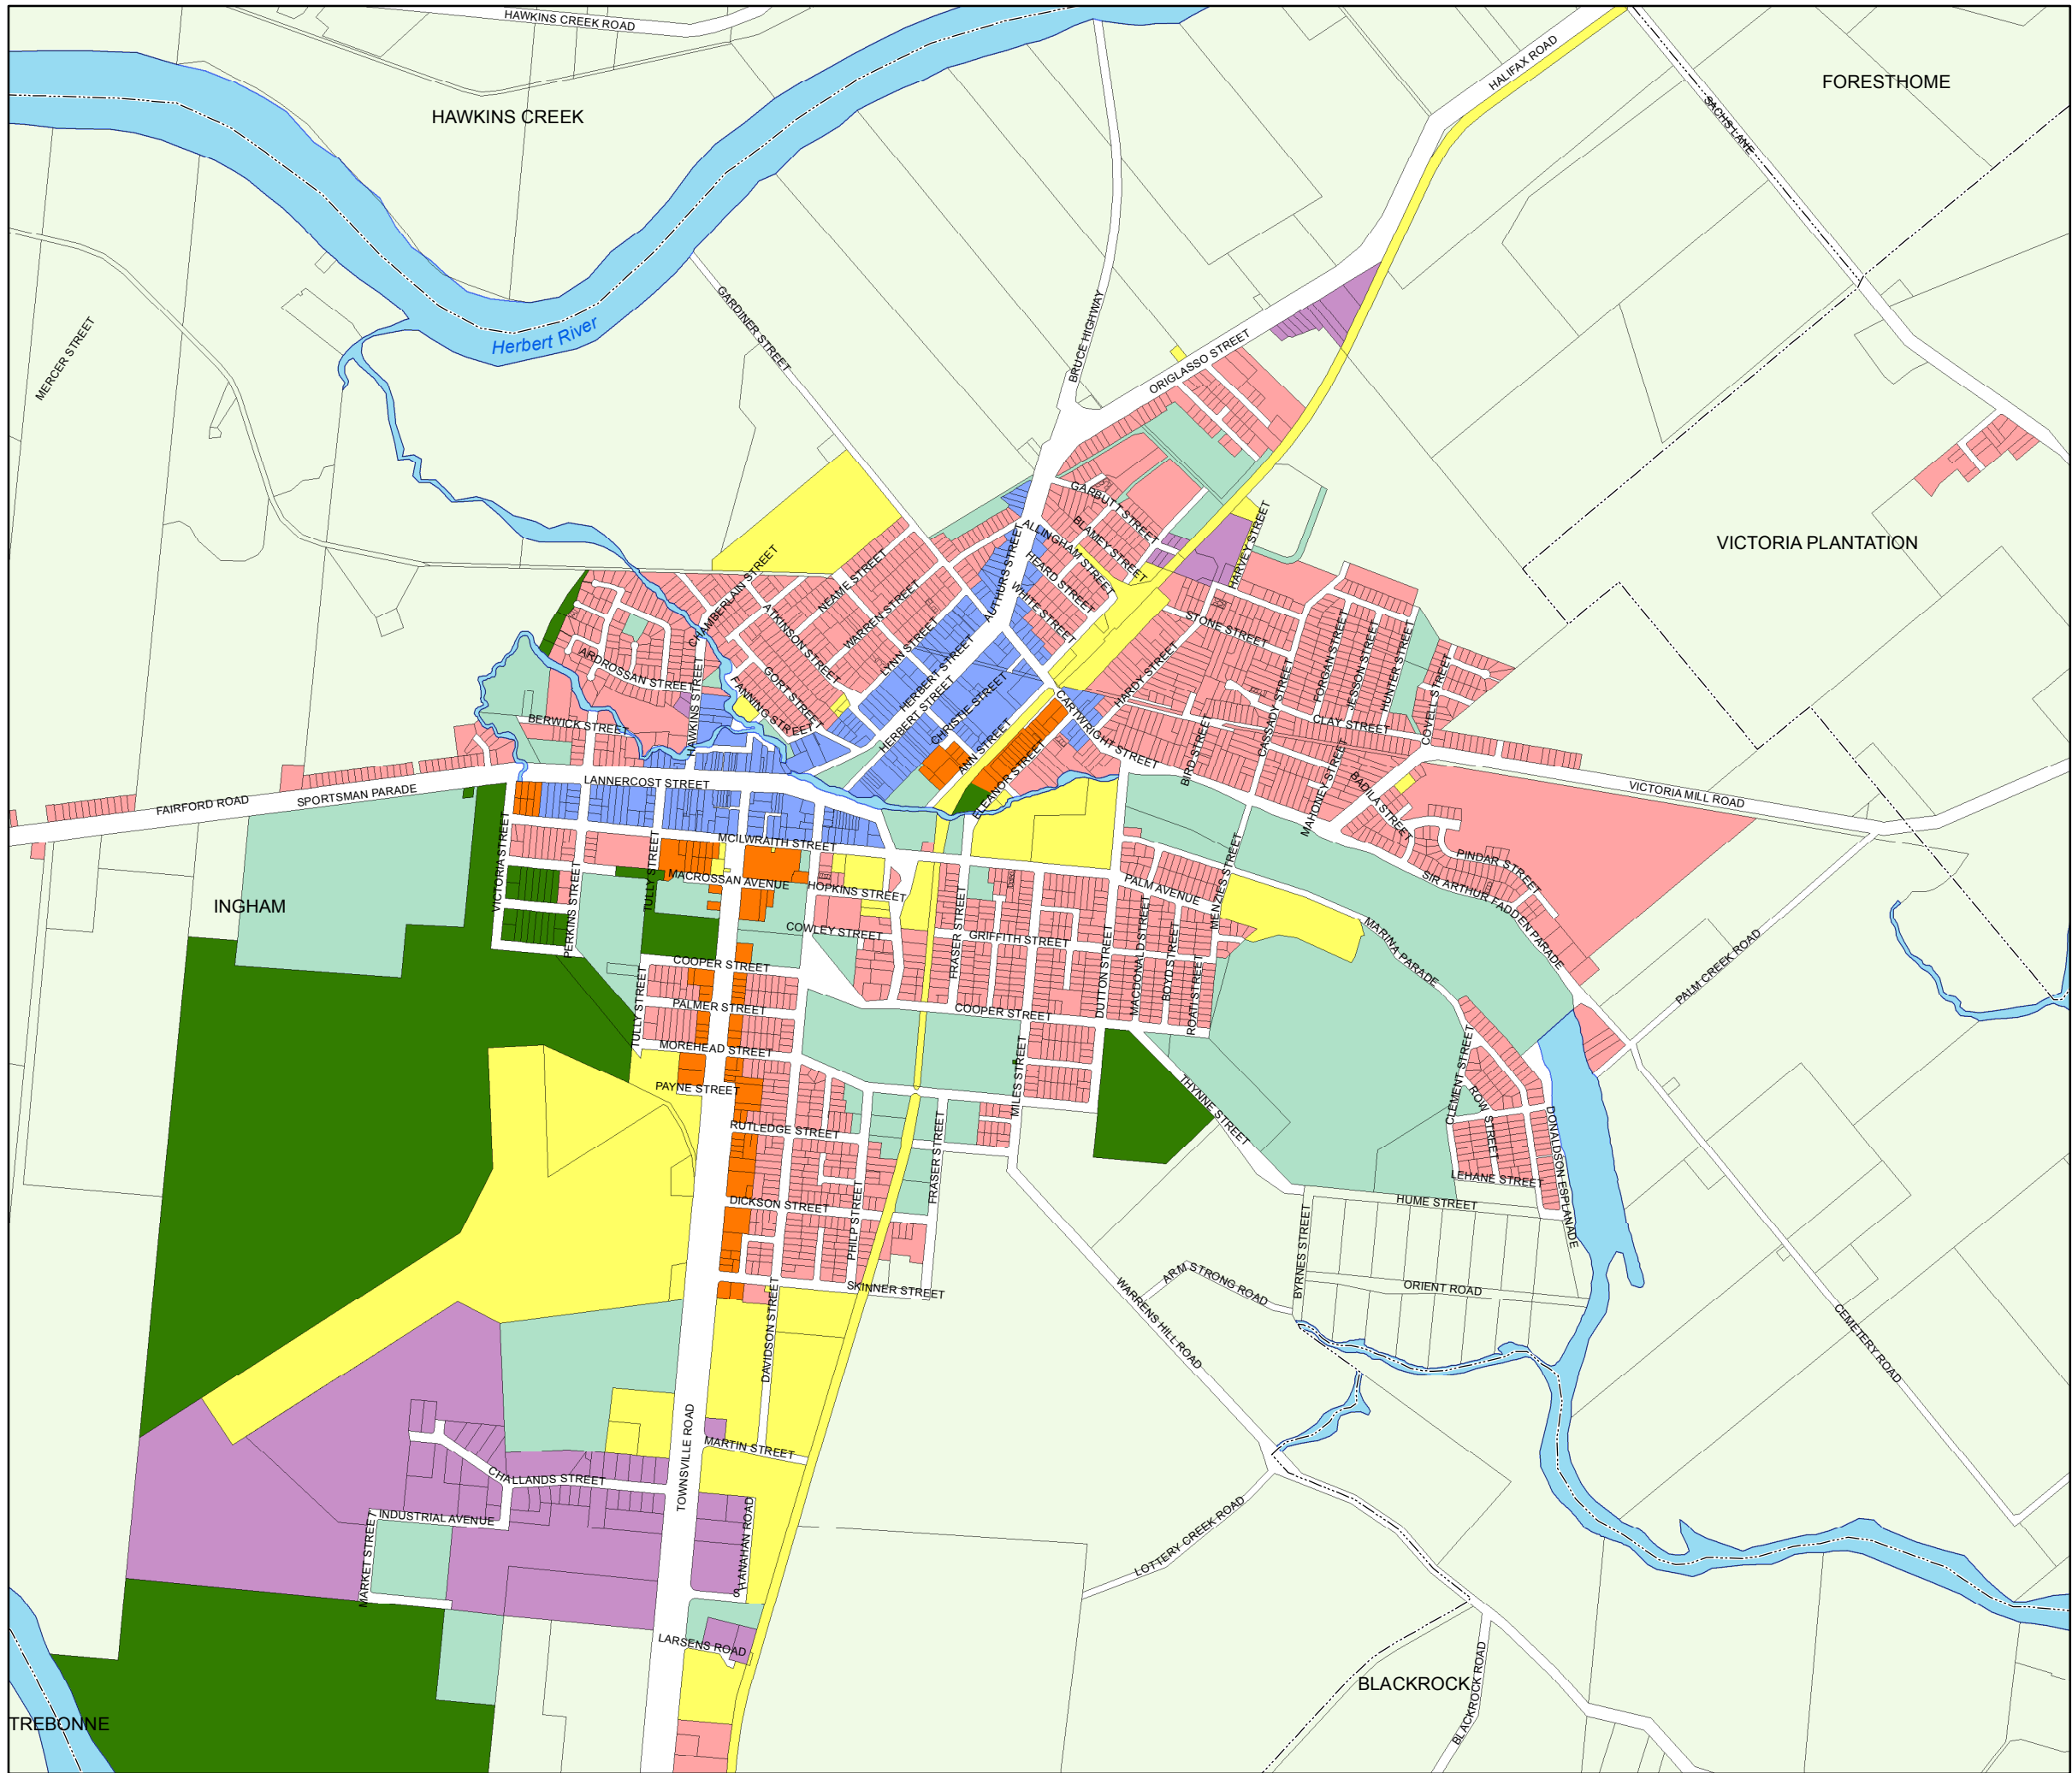 HAWKINS CREEK ROAD
HALIFAX ROAD
FORESTHOME
HAWKINS CREEK
SACHS LANE
Herbert River
GARDINER STREET
BRUCE HIGHWAY
MERCER STREET
ORIGLASSO STREET
VICTORIA PLANTATION
GARBUTT STREET
BLAMEY STREET
ALLINGHAM STREET
HEARD STREET
WHITE STREET
HARVEY STREET
AUTHURS STREET
NEAME STREET
CHAMBERLAIN STREET
ATKINSON STREET
WARREN STREET
LYNN STREET
STONE STREET
FORGAN STREET
JESSON STREET
HUNTER STREET
COVELL STREET
ARDROSSAN STREET
GORT STREET
FANNING STREET
HAWKINS STREET
HERBERT STREET
HERBERT STREET
CHRISTIE STREET
HARDY STREET
CARTWRIGHT STREET
CASSADY STREET
CLAY STREET
BERWICK STREET
ANN STREET
ELEANOR STREET
BIRD STREET
MAHONEY STREET
BADILA STREET
VICTORIA MILL ROAD
LANNERCOST STREET
SPORTSMAN PARADE
FAIRFORD ROAD
MCILWRAITH STREET
VICTORIA STREET
PERKINS STREET
TULLY STREET
MACROSSAN AVENUE
HOPKINS STREET
COWLEY STREET
FRASER STREET
GRIFFITH STREET
PALM AVENUE
MENZIES STREET
PINDAR STREET
SIR ARTHUR FADDEN PARADE
MARINA PARADE
PALM CREEK ROAD
INGHAM
COOPER STREET
COOPER STREET
DUTTON STREET
MACDONALD STREET
BOYD STREET
ROATI STREET
TULLY STREET
PALMER STREET
MOREHEAD STREET
PAYNE STREET
MILES STREET
THYNNE STREET
CLEMENT STREET
ROW STREET
DONALDSON ESPLANADE
LEHANE STREET
RUTLEDGE STREET
FRASER STREET
DICKSON STREET
PHILP STREET
HUME STREET
BYRNES STREET
ORIENT ROAD
ARM STRONG ROAD
SKINNER STREET
DAVIDSON STREET
WARRENS HILL ROAD
CEMETERY ROAD
TOWNSVILLE ROAD
MARTIN STREET
CHALLANDS STREET
INDUSTRIAL AVENUE
MARKET STREET
SHANAHAN ROAD
LOTTERY CREEK ROAD
LARSENS ROAD
BLACKROCK
BLACKROCK ROAD
TREBONNE